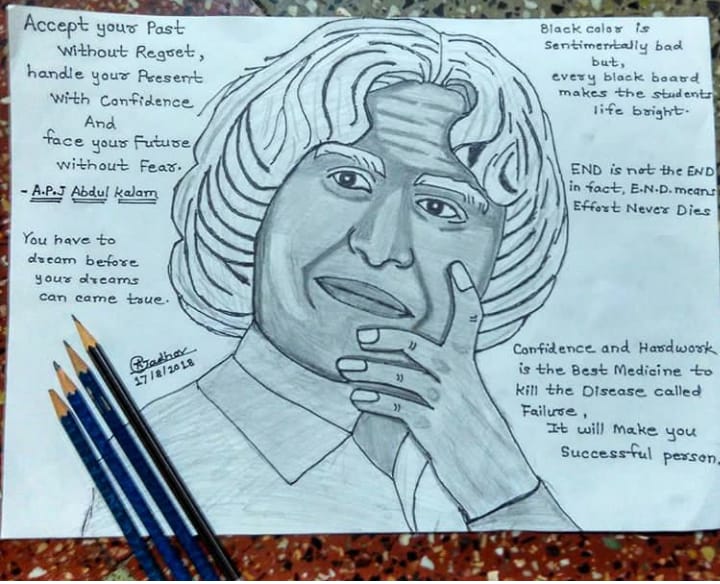 Accept your Past
Without Regret,
handle your Present
With Confidence
And
face your Future
Without Fear.
- A.P.J Abdul Kalam
You have to
dream before
your dreams
can came true.
Jadhav
17/8/2018
Black color is
Sentimentally bad
but,
every black board
makes the students
life bright.
END is not the END
in fact, E.N.D. means
Effort Never Dies
Confidence and Hardwork
is the Best Medicine to
kill the Disease called
Failure,
It will Make you
Successful person.